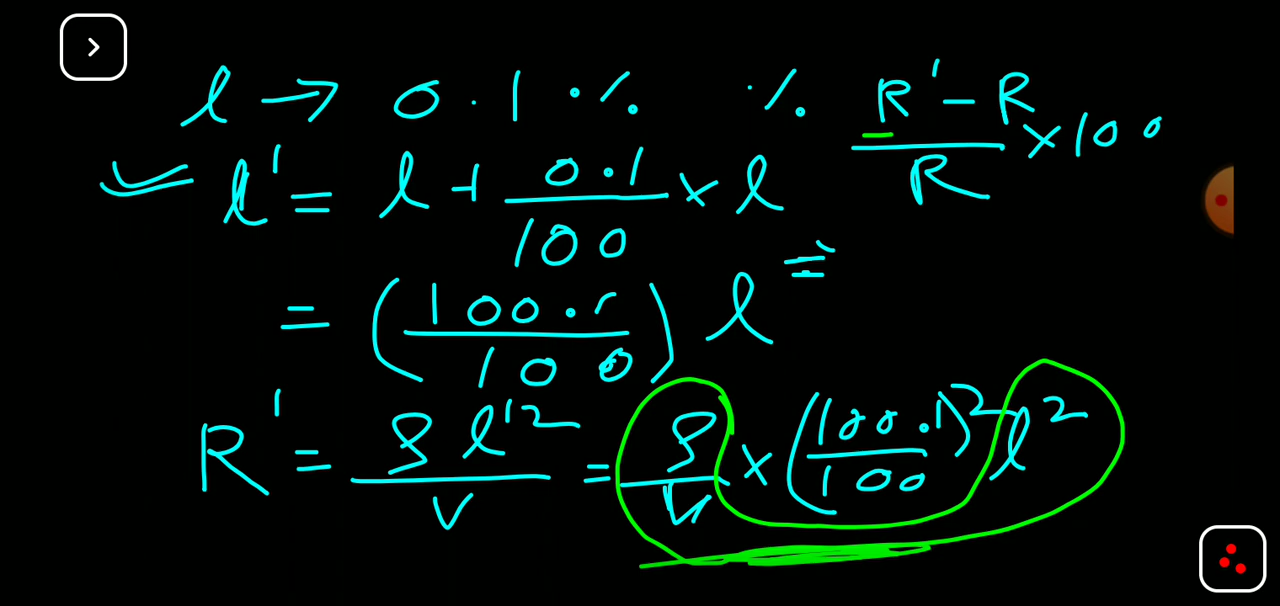 l → 0.1 % % (R' - R)/R × 100
l' = l + 0.1/100 × l
= (100.1/100) l =
R' = ρ l'²/V = ρ/V × (100.1/100)² l²